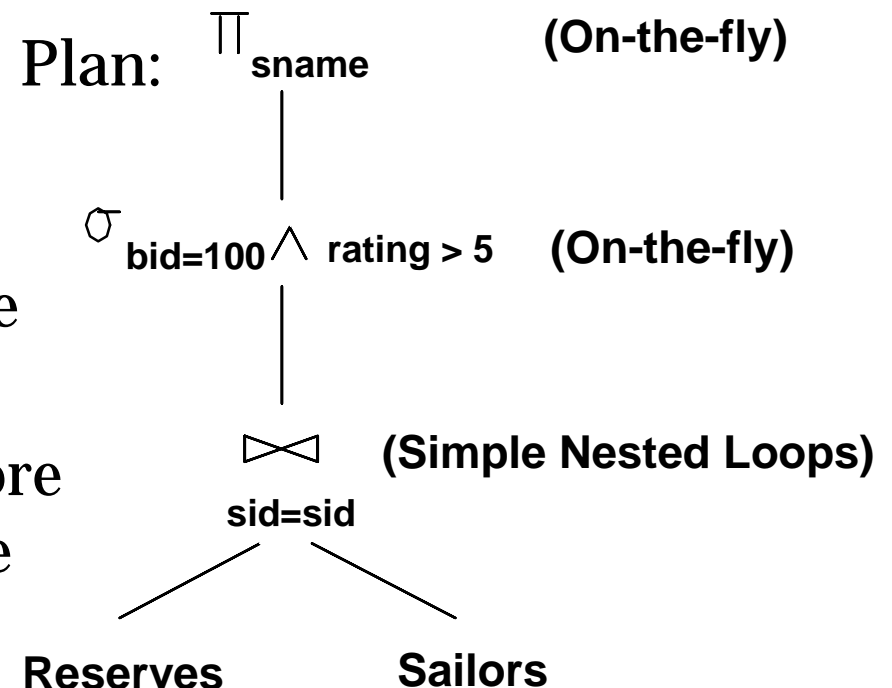 Plan: π sname (On-the-fly)
σ bid=100 ∧ rating > 5 (On-the-fly)
e
⋈ (Simple Nested Loops)
ore
sid=sid
e
Reserves Sailors